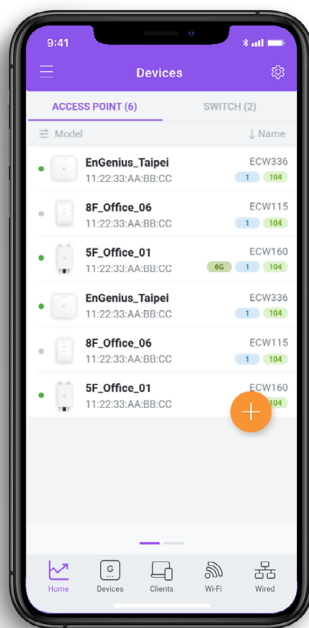 9:41
Devices
ACCESS POINT (6) SWITCH (2)
Model Name
EnGenius_Taipei ECW336
11:22:33:AA:BB:CC 1 104
8F_Office_06 ECW115
11:22:33:AA:BB:CC 1 104
5F_Office_01 ECW160
11:22:33:AA:BB:CC 6G 1 104
EnGenius_Taipei ECW336
11:22:33:AA:BB:CC 1 104
8F_Office_06 ECW115
11:22:33:AA:BB:CC 1 104
5F_Office_01 ECW160
11:22:33:AA:BB:CC 104
+
G
Home Devices Clients Wi-Fi Wired